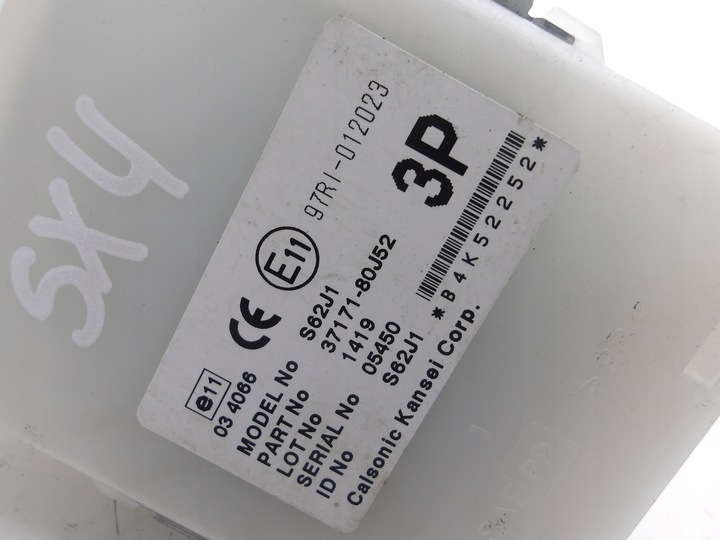 SX4
97RI-012023
3P
E11
CE
*B4K52252*
e11
03 4066
MODEL No S62J1
PART No 37171-80J52
LOT No 1419
SERIAL No 05450
ID No S62J1
Calsonic Kansei Corp.